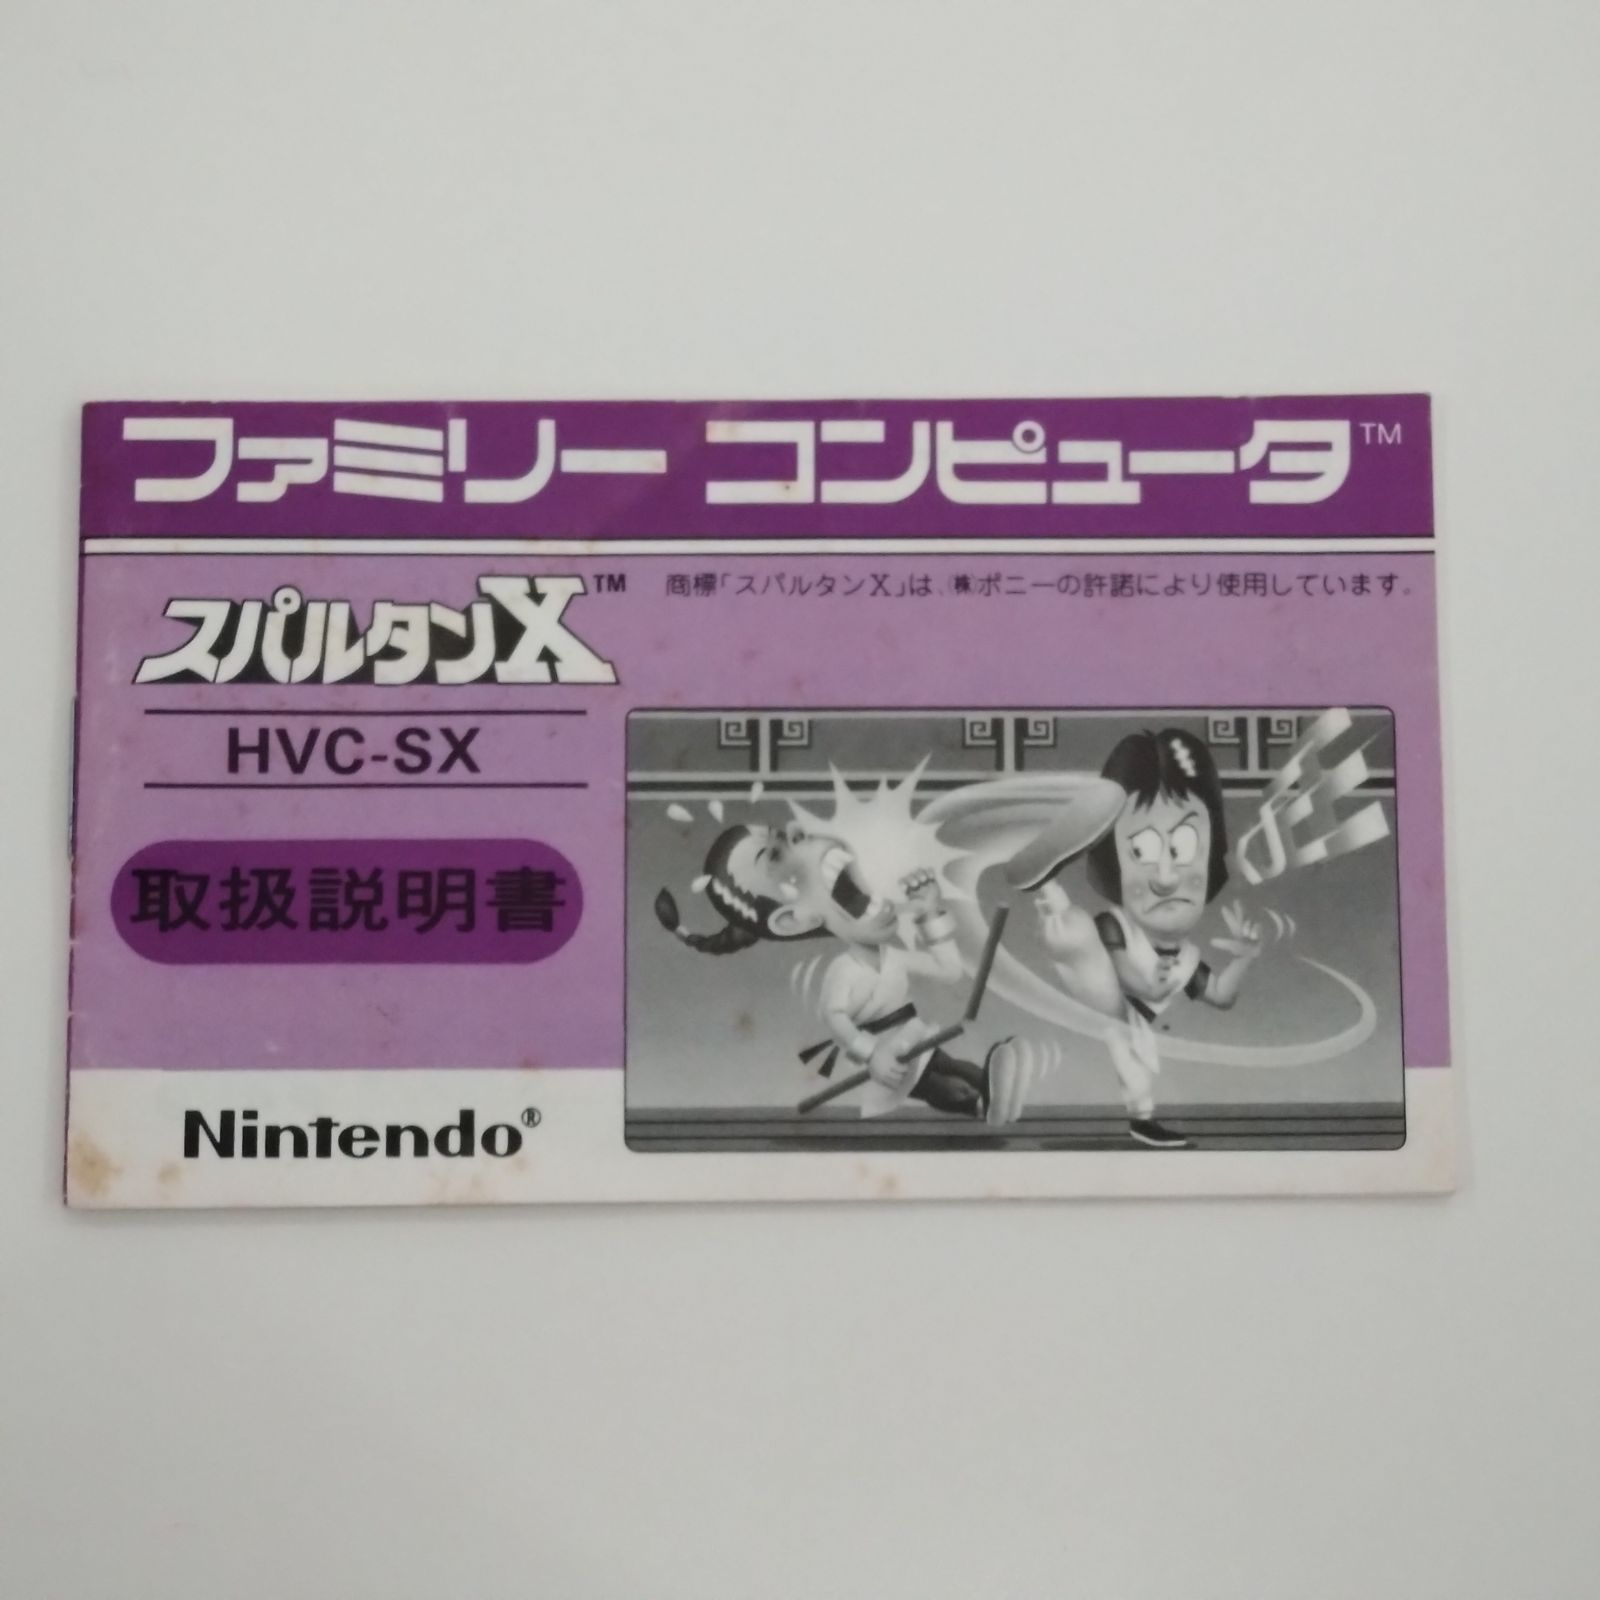 ファミリー コンピュータ™
スパルタンX™
商標「スパルタンX」は、㈱ポニーの許諾により使用しています。
HVC-SX
取扱説明書
Nintendo®